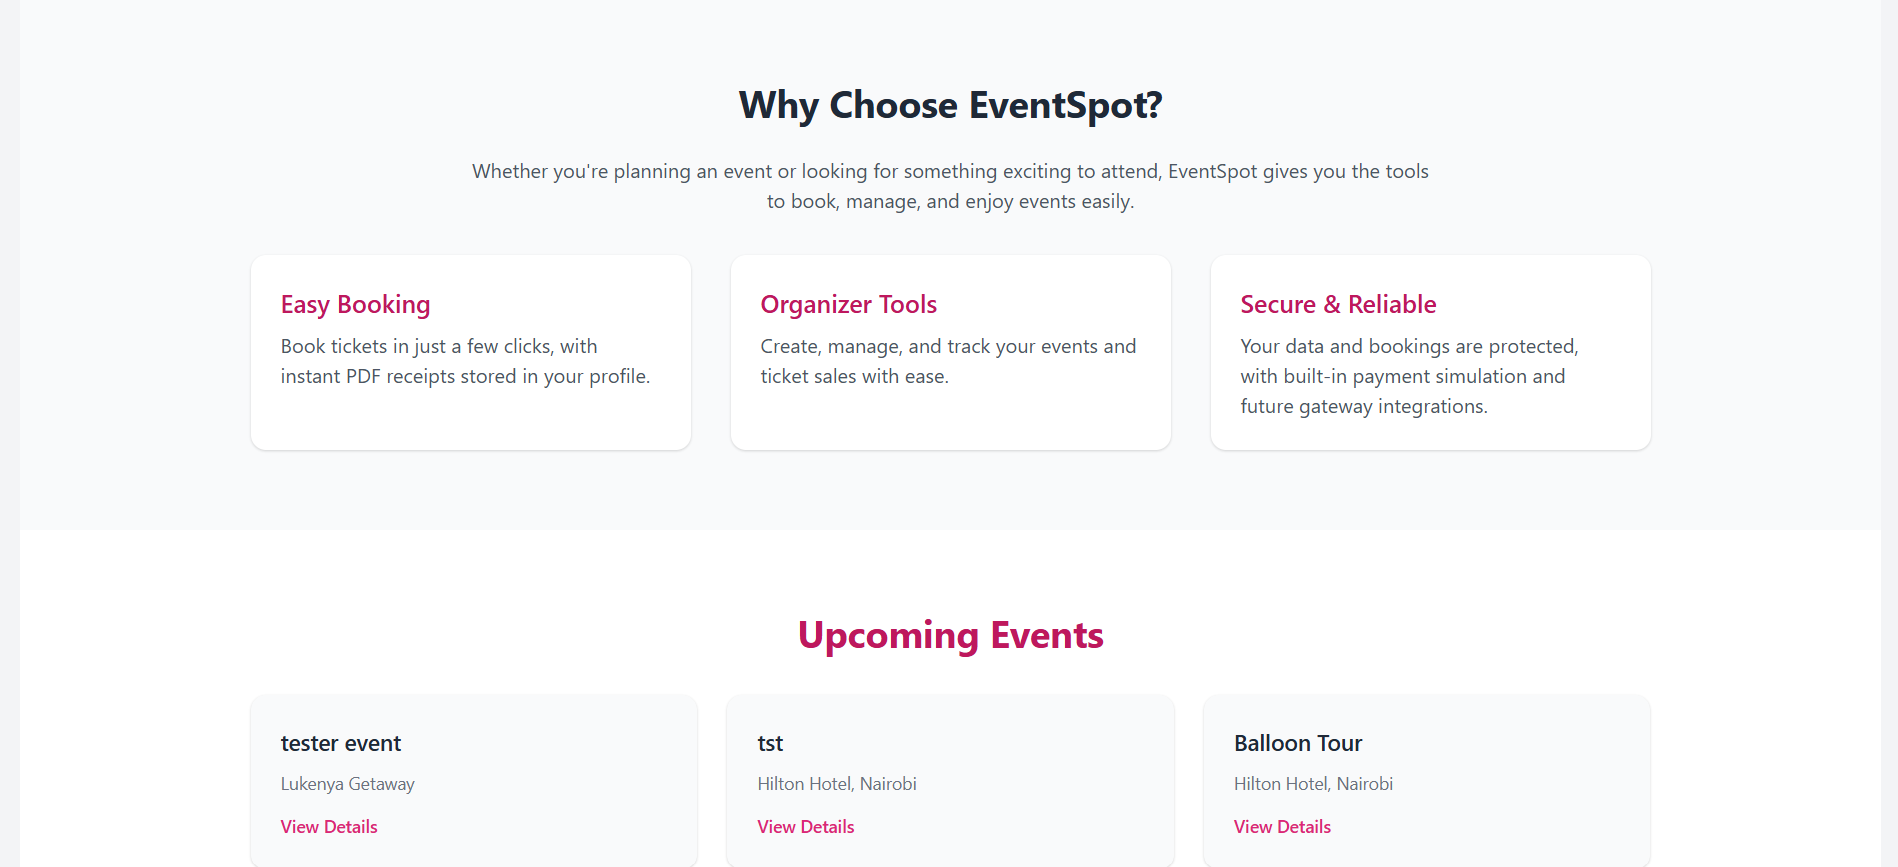 Why Choose EventSpot?
Whether you're planning an event or looking for something exciting to attend, EventSpot gives you the tools
to book, manage, and enjoy events easily.
Easy Booking
Book tickets in just a few clicks, with
instant PDF receipts stored in your profile.
Organizer Tools
Create, manage, and track your events and
ticket sales with ease.
Secure & Reliable
Your data and bookings are protected,
with built-in payment simulation and
future gateway integrations.
Upcoming Events
tester event
Lukenya Getaway
View Details
tst
Hilton Hotel, Nairobi
View Details
Balloon Tour
Hilton Hotel, Nairobi
View Details